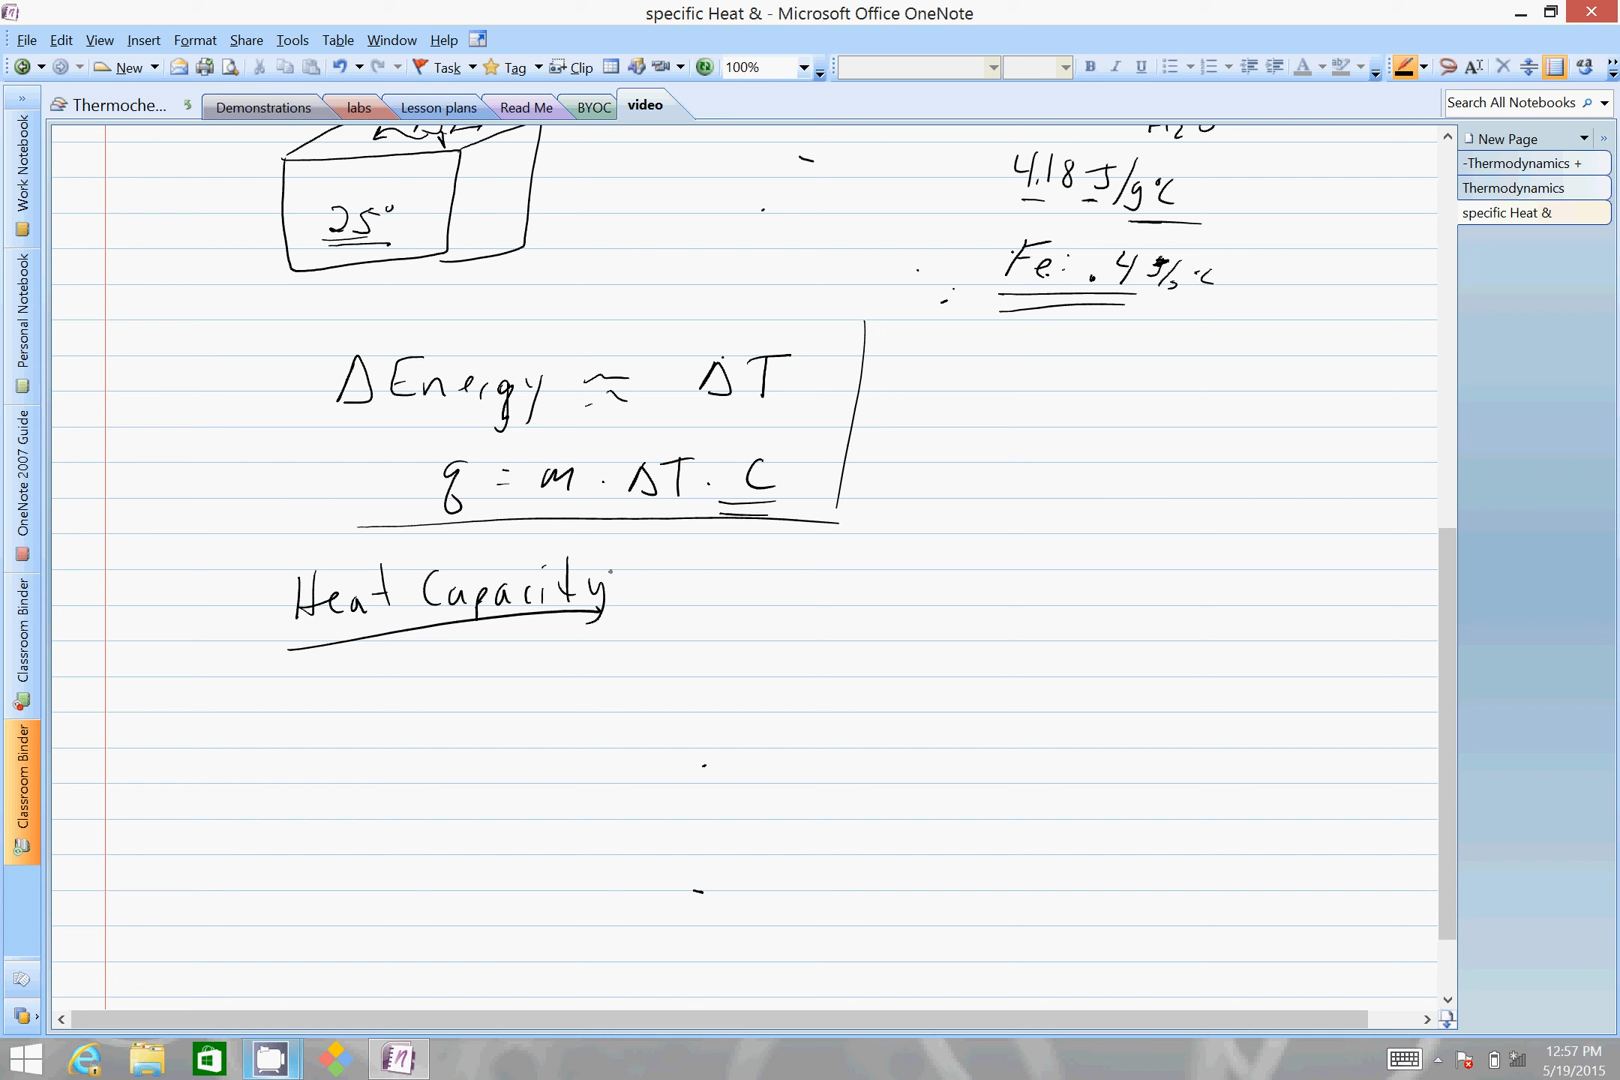 specific Heat & - Microsoft Office OneNote
File Edit View Insert Format Share Tools Table Window Help
New Task Tag Clip 100% B I U A
Thermoche... 5 Demonstrations labs Lesson plans Read Me BYOC video Search All Notebooks
»
Work Notebook
Personal Notebook
OneNote 2007 Guide
Classroom Binder
Classroom Binder
New Page »
-Thermodynamics +
Thermodynamics
specific Heat &
H2O
4.18 J/g°C
25°
Fe: .4 J/g °C
ΔEnergy ≈ ΔT
q = m · ΔT · C
Heat Capacity
12:57 PM
5/19/2015